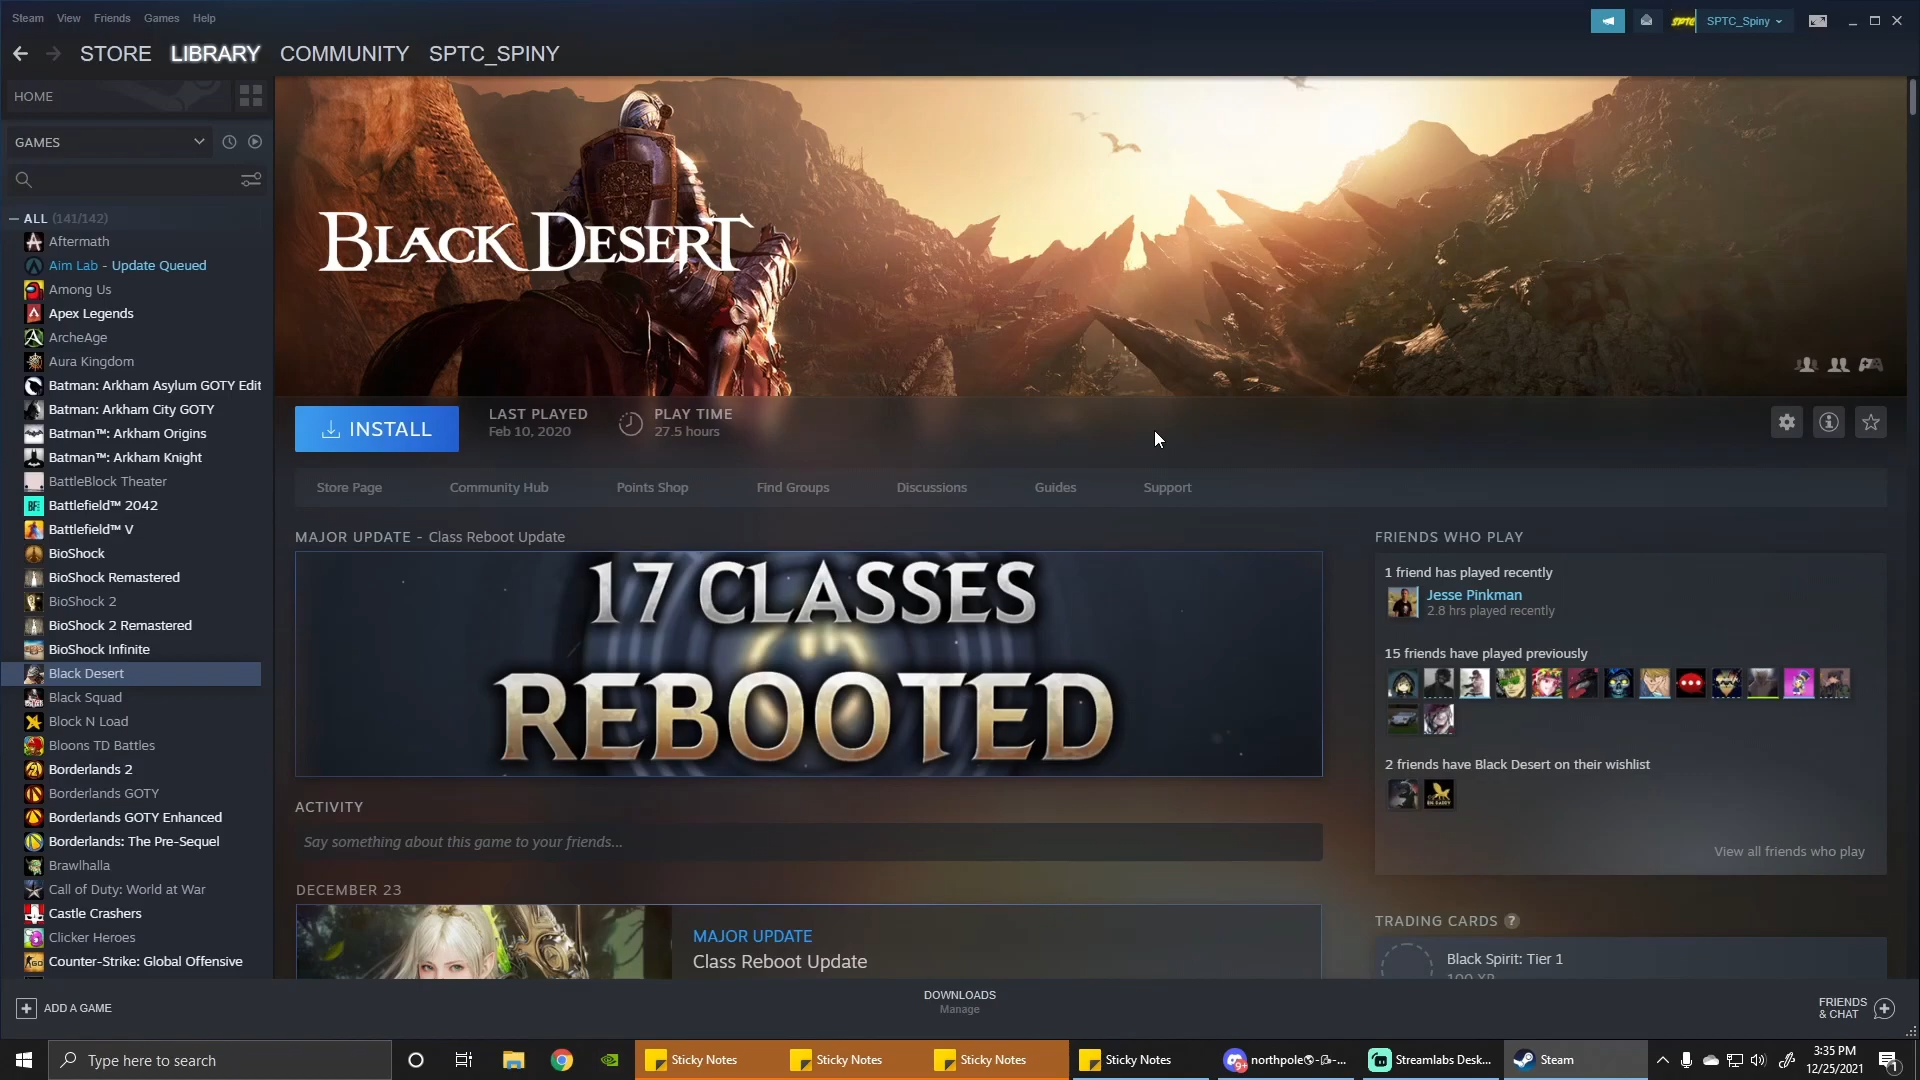 Steam View Friends Games Help
SPTC SPTC_Spiny
STORE LIBRARY COMMUNITY SPTC_SPINY
HOME
GAMES
ALL (141/142)
Aftermath
Aim Lab - Update Queued
Among Us
Apex Legends
ArcheAge
Aura Kingdom
Batman: Arkham Asylum GOTY Edit
Batman: Arkham City GOTY
Batman™: Arkham Origins
Batman™: Arkham Knight
BattleBlock Theater
Battlefield™ 2042
Battlefield™ V
BioShock
BioShock Remastered
BioShock 2
BioShock 2 Remastered
BioShock Infinite
Black Desert
Black Squad
Block N Load
Bloons TD Battles
Borderlands 2
Borderlands GOTY
Borderlands GOTY Enhanced
Borderlands: The Pre-Sequel
Brawlhalla
Call of Duty: World at War
Castle Crashers
Clicker Heroes
Counter-Strike: Global Offensive
BLACK DESERT
INSTALL
LAST PLAYED
Feb 10, 2020
PLAY TIME
27.5 hours
Store Page Community Hub Points Shop Find Groups Discussions Guides Support
MAJOR UPDATE - Class Reboot Update
17 CLASSES
REBOOTED
ACTIVITY
Say something about this game to your friends...
DECEMBER 23
MAJOR UPDATE
Class Reboot Update
FRIENDS WHO PLAY
1 friend has played recently
Jesse Pinkman
2.8 hrs played recently
15 friends have played previously
2 friends have Black Desert on their wishlist
View all friends who play
TRADING CARDS ?
Black Spirit: Tier 1
100 XP
ADD A GAME
DOWNLOADS
Manage
FRIENDS
& CHAT
Type here to search
Sticky Notes
Sticky Notes
Sticky Notes
Sticky Notes
Streamlabs Desk...
Steam
3:35 PM
12/25/2021
1